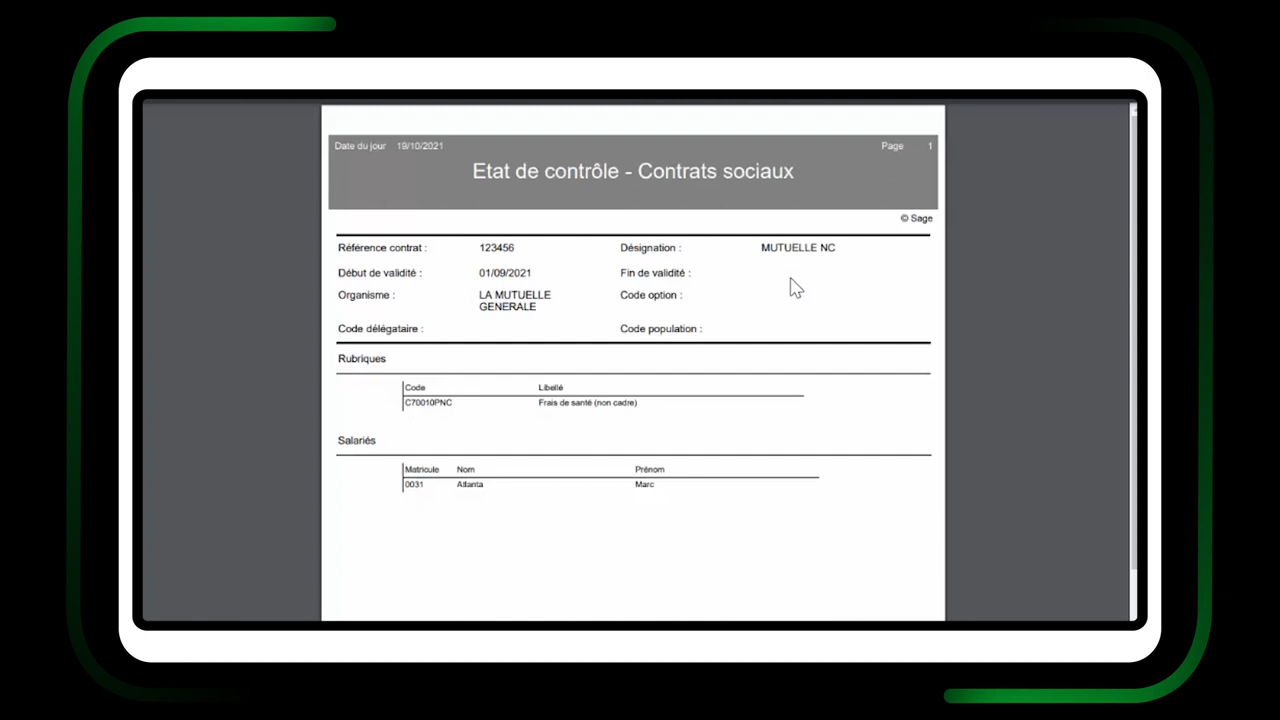 Date du jour 19/10/2021 Page 1
Etat de contrôle - Contrats sociaux
© Sage
Référence contrat : 123456 Désignation : MUTUELLE NC
Début de validité : 01/09/2021 Fin de validité :
Organisme : LA MUTUELLE GENERALE Code option :
Code délégataire : Code population :
Rubriques
Code Libellé
C70010PNC Frais de santé (non cadre)
Salariés
Matricule Nom Prénom
0031 Atlanta Marc